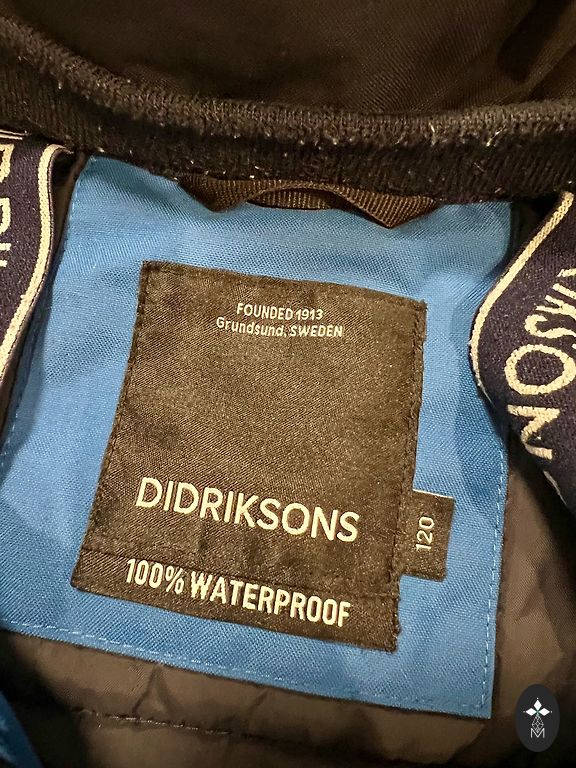 FOUNDED 1913
Grundsund, SWEDEN
DIDRIKSONS
120
100% WATERPROOF